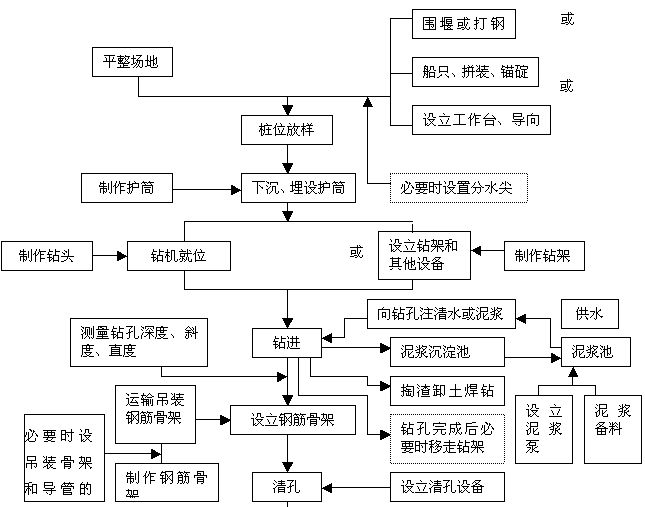 围堰或打钢
或
平整场地
船只、拼装、锚碇
或
设立工作台、导向
桩位放样
制作护筒
下沉、埋设护筒
必要时设置分水尖
制作钻头
钻机就位
或
设立钻架和
其他设备
制作钻架
向钻孔注清水或泥浆
供水
测量钻孔深度、斜
度、直度
钻进
泥浆沉淀池
泥浆池
掏渣卸土焊钻
运输吊装
钢筋骨架
设立钢筋骨架
钻孔完成后必
要时移走钻架
设立
泥浆
泵
泥浆
备料
必要时设
吊装骨架
和导管的
制作钢筋骨
架
清孔
设立清孔设备